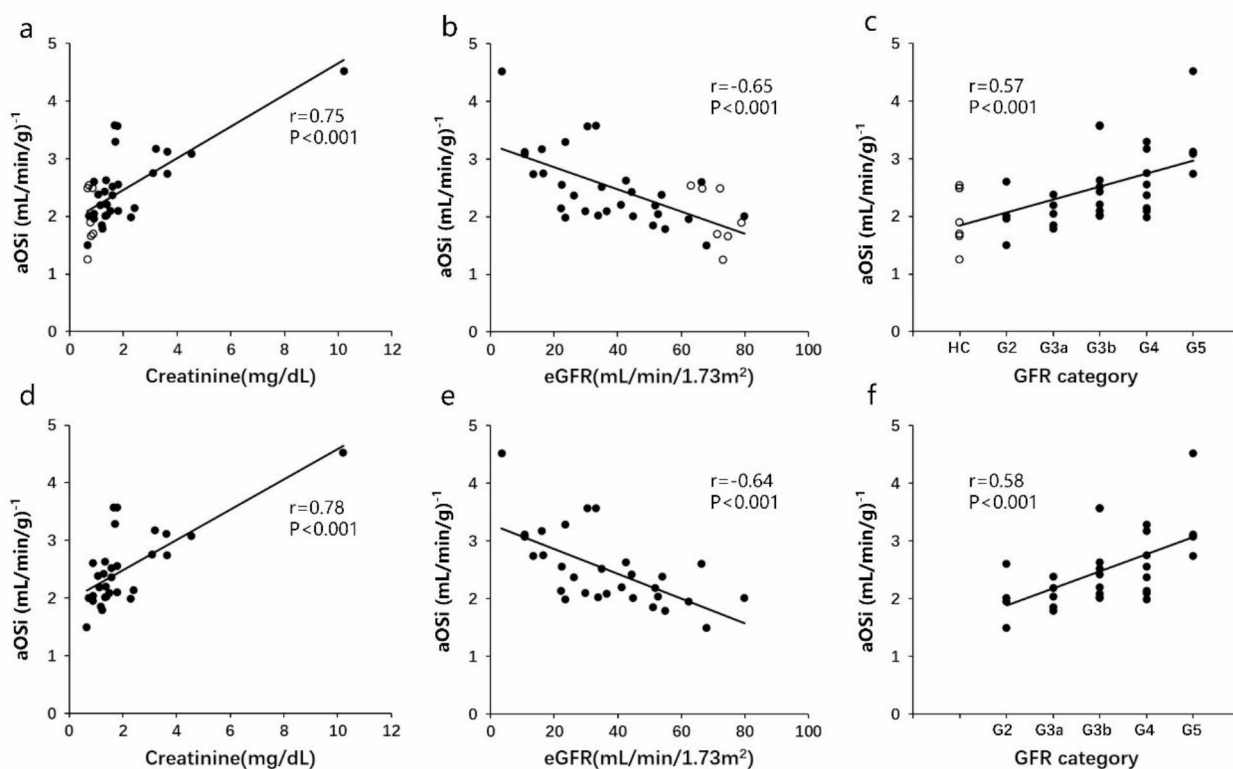 a
5
4
3
2
1
0
aOSi (mL/min/g)⁻¹
r=0.75
P<0.001
0 2 4 6 8 10 12
Creatinine(mg/dL)
b
5
4
3
2
1
0
aOSi (mL/min/g)⁻¹
r=-0.65
P<0.001
0 20 40 60 80 100
eGFR(mL/min/1.73m²)
c
5
4
3
2
1
0
aOSi (mL/min/g)⁻¹
r=0.57
P<0.001
HC G2 G3a G3b G4 G5
GFR category
d
5
4
3
2
1
0
aOSi (mL/min/g)⁻¹
r=0.78
P<0.001
0 2 4 6 8 10 12
Creatinine(mg/dL)
e
5
4
3
2
1
0
aOSi (mL/min/g)⁻¹
r=-0.64
P<0.001
0 20 40 60 80 100
eGFR(mL/min/1.73m²)
f
5
4
3
2
1
0
aOSi (mL/min/g)⁻¹
r=0.58
P<0.001
G2 G3a G3b G4 G5
GFR category